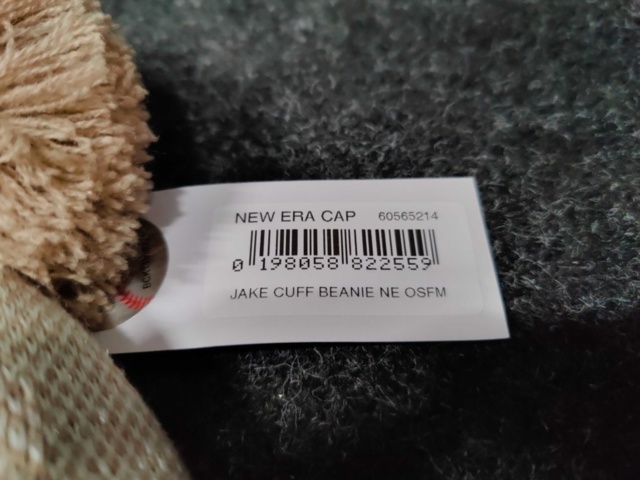 NEW ERA CAP 60565214
0 198058 822559
JAKE CUFF BEANIE NE OSFM